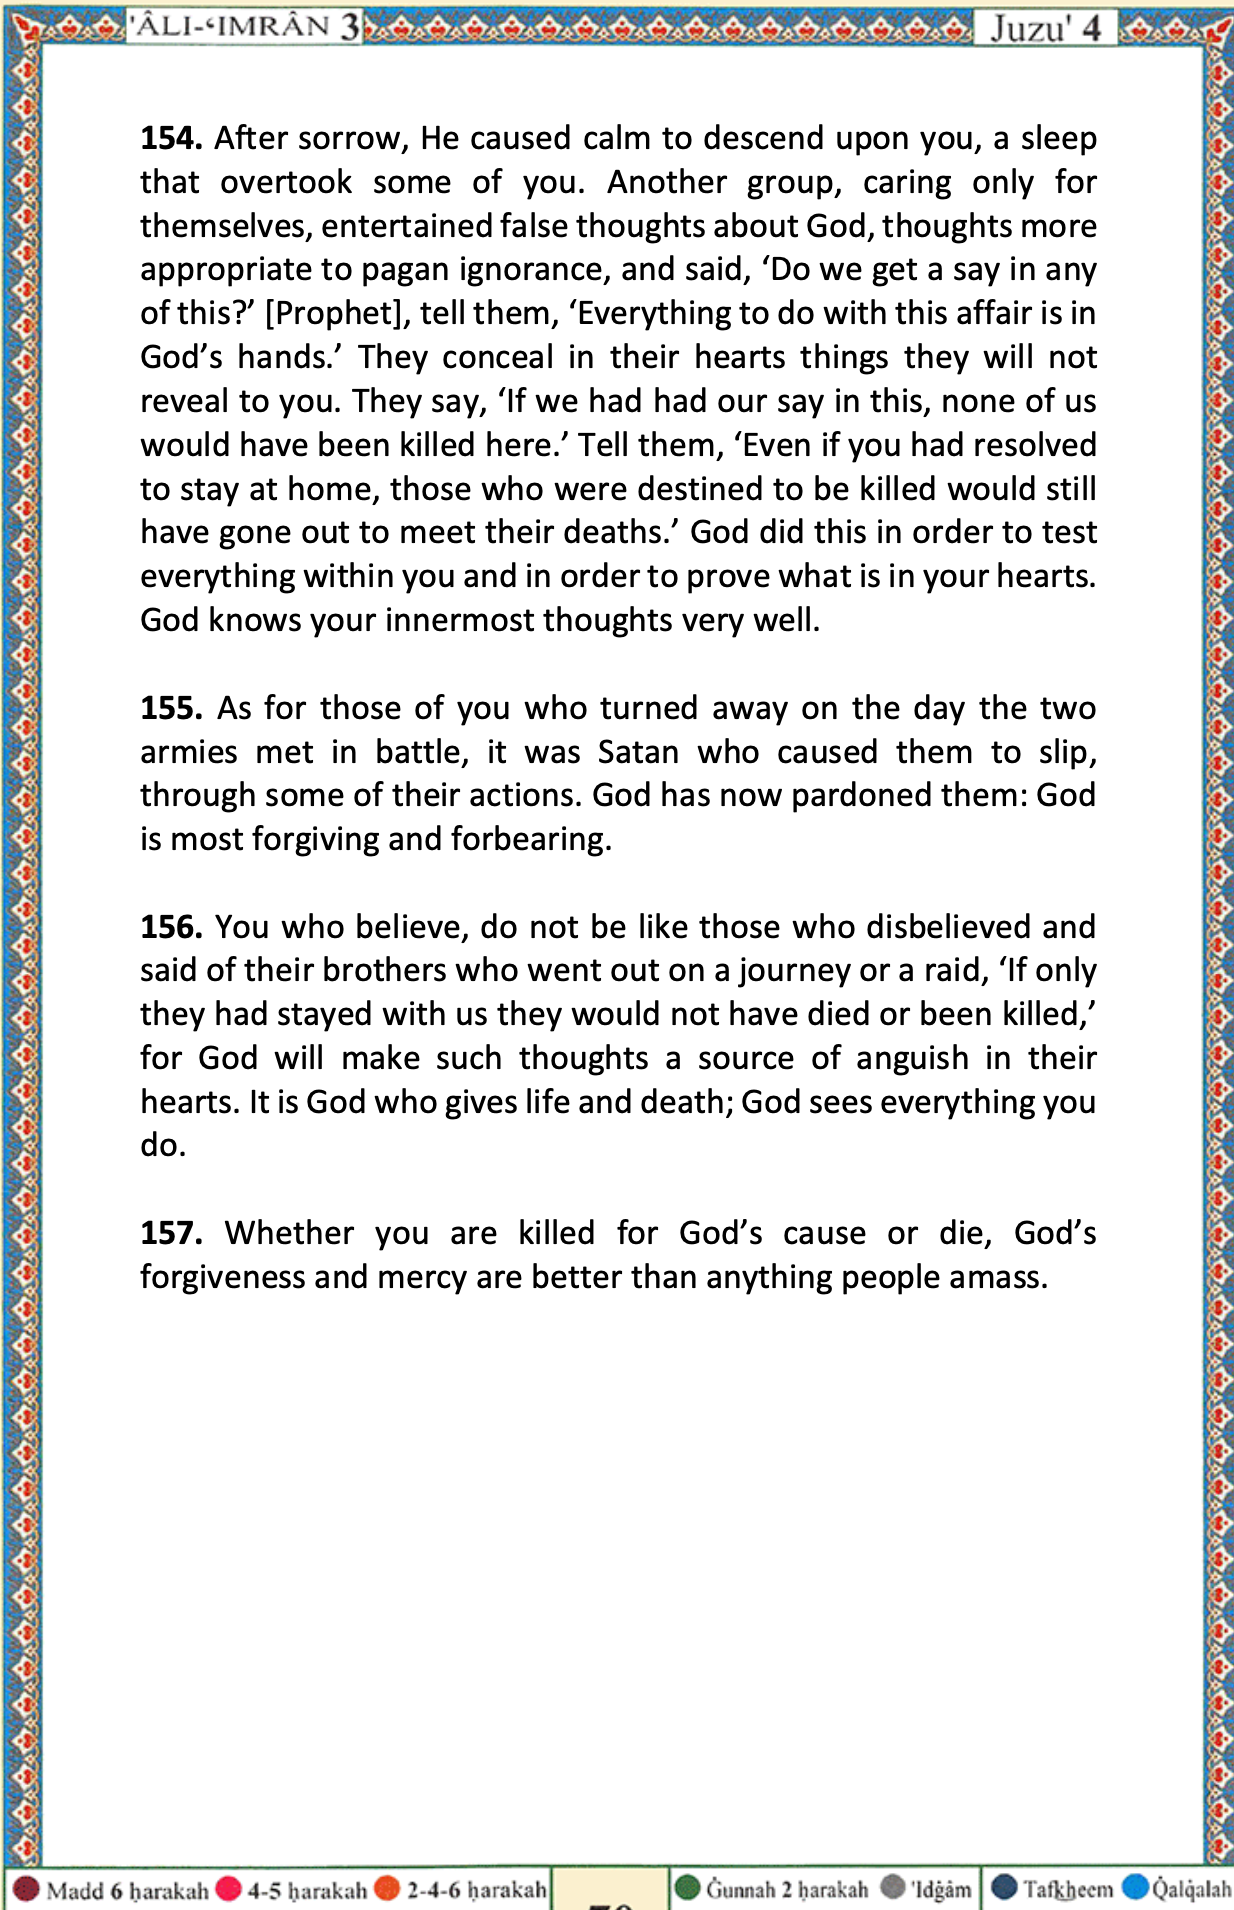 'ÂLI-‘IMRÂN 3
Juzu' 4
154. After sorrow, He caused calm to descend upon you, a sleep
that overtook some of you. Another group, caring only for
themselves, entertained false thoughts about God, thoughts more
appropriate to pagan ignorance, and said, ‘Do we get a say in any
of this?’ [Prophet], tell them, ‘Everything to do with this affair is in
God’s hands.’ They conceal in their hearts things they will not
reveal to you. They say, ‘If we had had our say in this, none of us
would have been killed here.’ Tell them, ‘Even if you had resolved
to stay at home, those who were destined to be killed would still
have gone out to meet their deaths.’ God did this in order to test
everything within you and in order to prove what is in your hearts.
God knows your innermost thoughts very well.
155. As for those of you who turned away on the day the two
armies met in battle, it was Satan who caused them to slip,
through some of their actions. God has now pardoned them: God
is most forgiving and forbearing.
156. You who believe, do not be like those who disbelieved and
said of their brothers who went out on a journey or a raid, ‘If only
they had stayed with us they would not have died or been killed,’
for God will make such thoughts a source of anguish in their
hearts. It is God who gives life and death; God sees everything you
do.
157. Whether you are killed for God’s cause or die, God’s
forgiveness and mercy are better than anything people amass.
Madd 6 ḥarakah 4-5 ḥarakah 2-4-6 ḥarakah
Ġunnah 2 ḥarakah 'Idġâm
Tafkheem Qalqalah